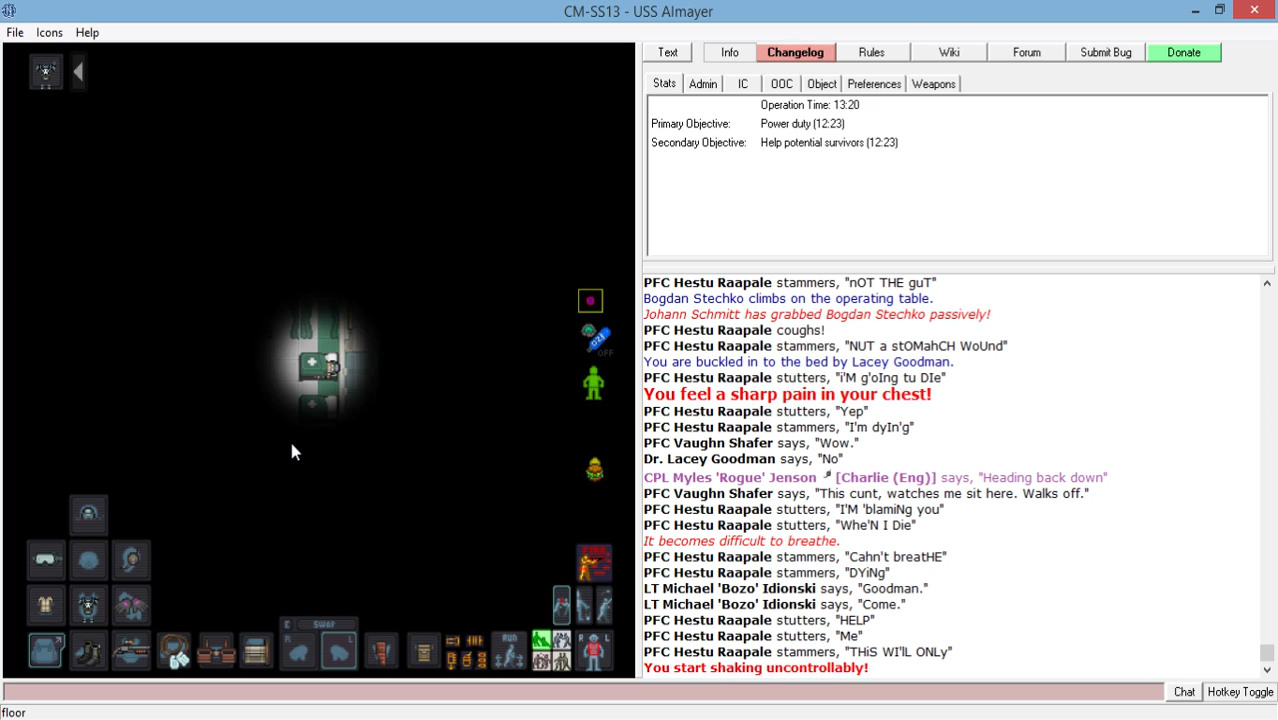 CM-SS13 - USS Almayer
File Icons Help
Text Info Changelog Rules Wiki Forum Submit Bug Donate
Stats Admin IC OOC Object Preferences Weapons
Operation Time: 13:20
Primary Objective: Power duty (12:23)
Secondary Objective: Help potential survivors (12:23)
PFC Hestu Raapale stammers, "nOT THE guT"
Bogdan Stechko climbs on the operating table.
Johann Schmitt has grabbed Bogdan Stechko passively!
PFC Hestu Raapale coughs!
PFC Hestu Raapale stammers, "NUT a stOMahCH WoUnd"
You are buckled in to the bed by Lacey Goodman.
PFC Hestu Raapale stutters, "i'M g'oIng tu DIe"
You feel a sharp pain in your chest!
PFC Hestu Raapale stutters, "Yep"
PFC Hestu Raapale stammers, "I'm dyIn'g"
PFC Vaughn Shafer says, "Wow."
Dr. Lacey Goodman says, "No"
CPL Myles 'Rogue' Jenson [Charlie (Eng)] says, "Heading back down"
PFC Vaughn Shafer says, "This cunt, watches me sit here. Walks off."
PFC Hestu Raapale stutters, "I'M 'blamiNg you"
PFC Hestu Raapale stutters, "Whe'N I Die"
It becomes difficult to breathe.
PFC Hestu Raapale stammers, "Cahn't breatHE"
PFC Hestu Raapale stammers, "DYiNg"
LT Michael 'Bozo' Idionski says, "Goodman."
LT Michael 'Bozo' Idionski says, "Come."
PFC Hestu Raapale stutters, "HELP"
PFC Hestu Raapale stutters, "Me"
PFC Hestu Raapale stammers, "THiS WI'lL ONLy"
You start shaking uncontrollably!
OFF
FIRE
E SWAP
R L
RUN
R L
Chat Hotkey Toggle
floor